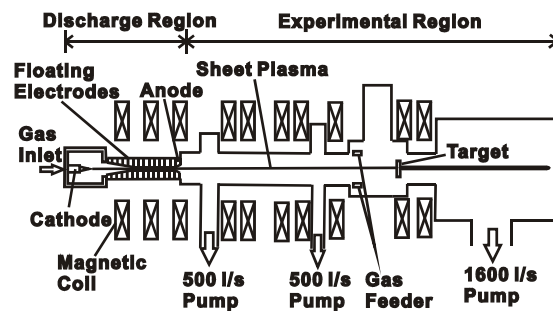 Discharge Region
Experimental Region
Floating
Electrodes
Anode
Sheet Plasma
Gas
Inlet
Target
Cathode
Magnetic
Coil
500 l/s
Pump
500 l/s
Pump
Gas
Feeder
1600 l/s
Pump